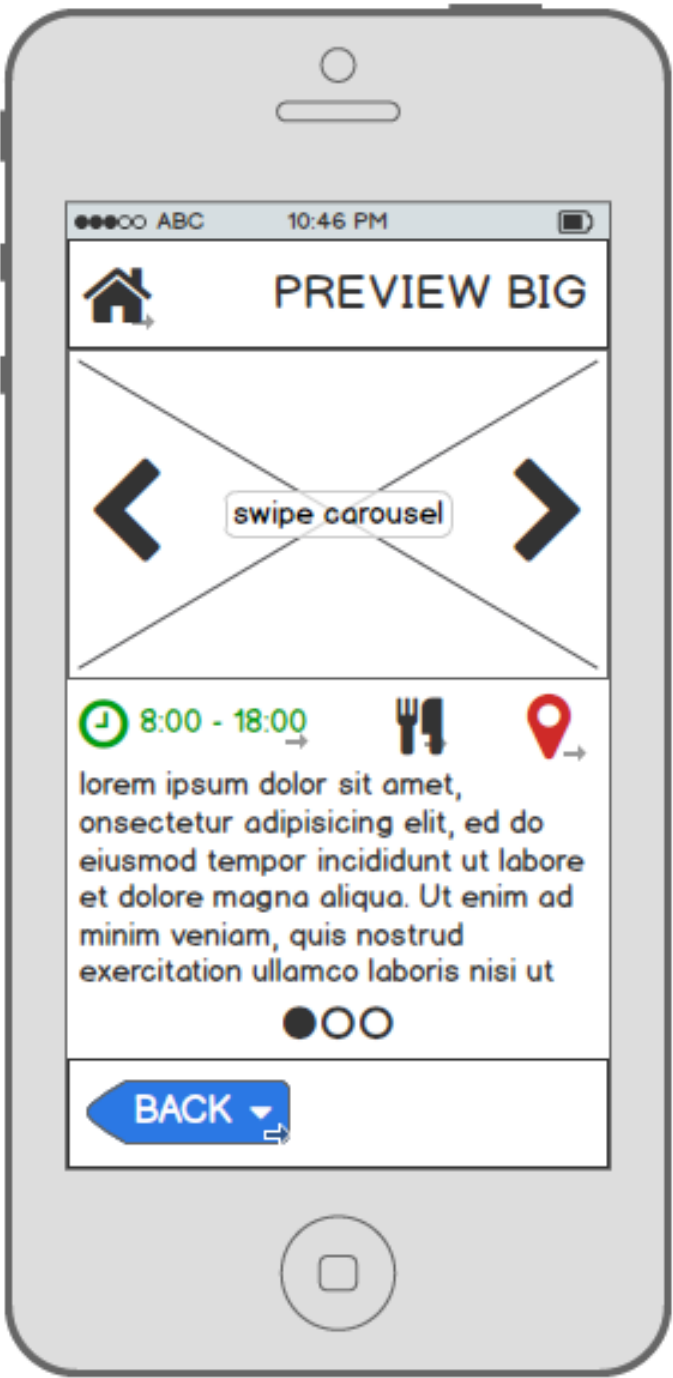 ABC 10:46 PM
PREVIEW BIG
swipe carousel
8:00 - 18:00
lorem ipsum dolor sit amet,
onsectetur adipisicing elit, ed do
eiusmod tempor incididunt ut labore
et dolore magna aliqua. Ut enim ad
minim veniam, quis nostrud
exercitation ullamco laboris nisi ut
BACK